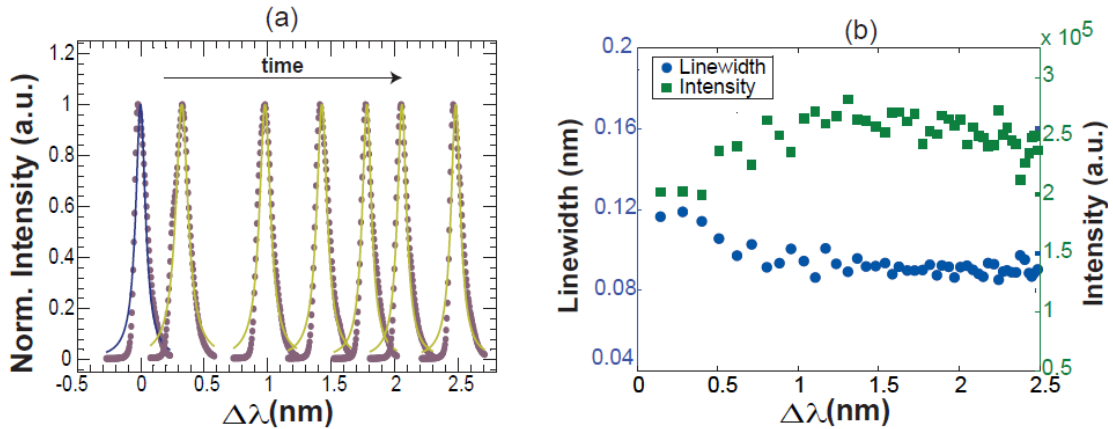 (a)
Norm. Intensity (a.u.)
1.2
1
0.8
0.6
0.4
0.2
0
time
-0.5 0 0.5 1 1.5 2 2.5
Δλ(nm)
(b)
x 10⁵
Linewidth (nm)
0.2
0.16
0.12
0.08
0.04
Linewidth
Intensity
3
2.5
2
1.5
1
0.5
Intensity (a.u.)
0 0.5 1 1.5 2 2.5
Δλ(nm)